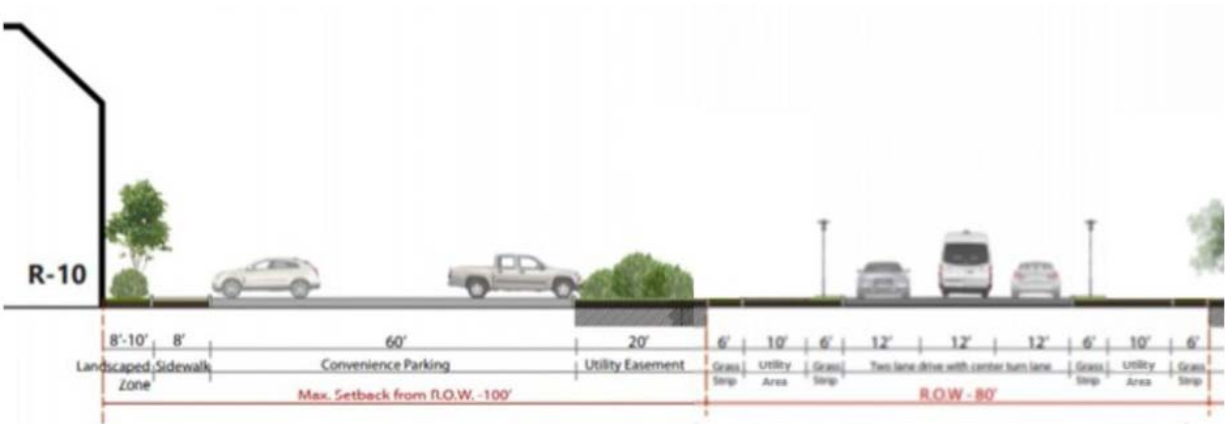 R-10
8'-10' 8' 60' 20' 6' 10' 6' 12' 12' 12' 6' 10' 6'
Landscaped Sidewalk Convenience Parking Utility Easement Grass Utility Grass Two lane drive with center turn lane Grass Utility Grass
Zone Strip Area Strip Strip Area Strip
Max. Setback from R.O.W. -100' R.O.W - 80'